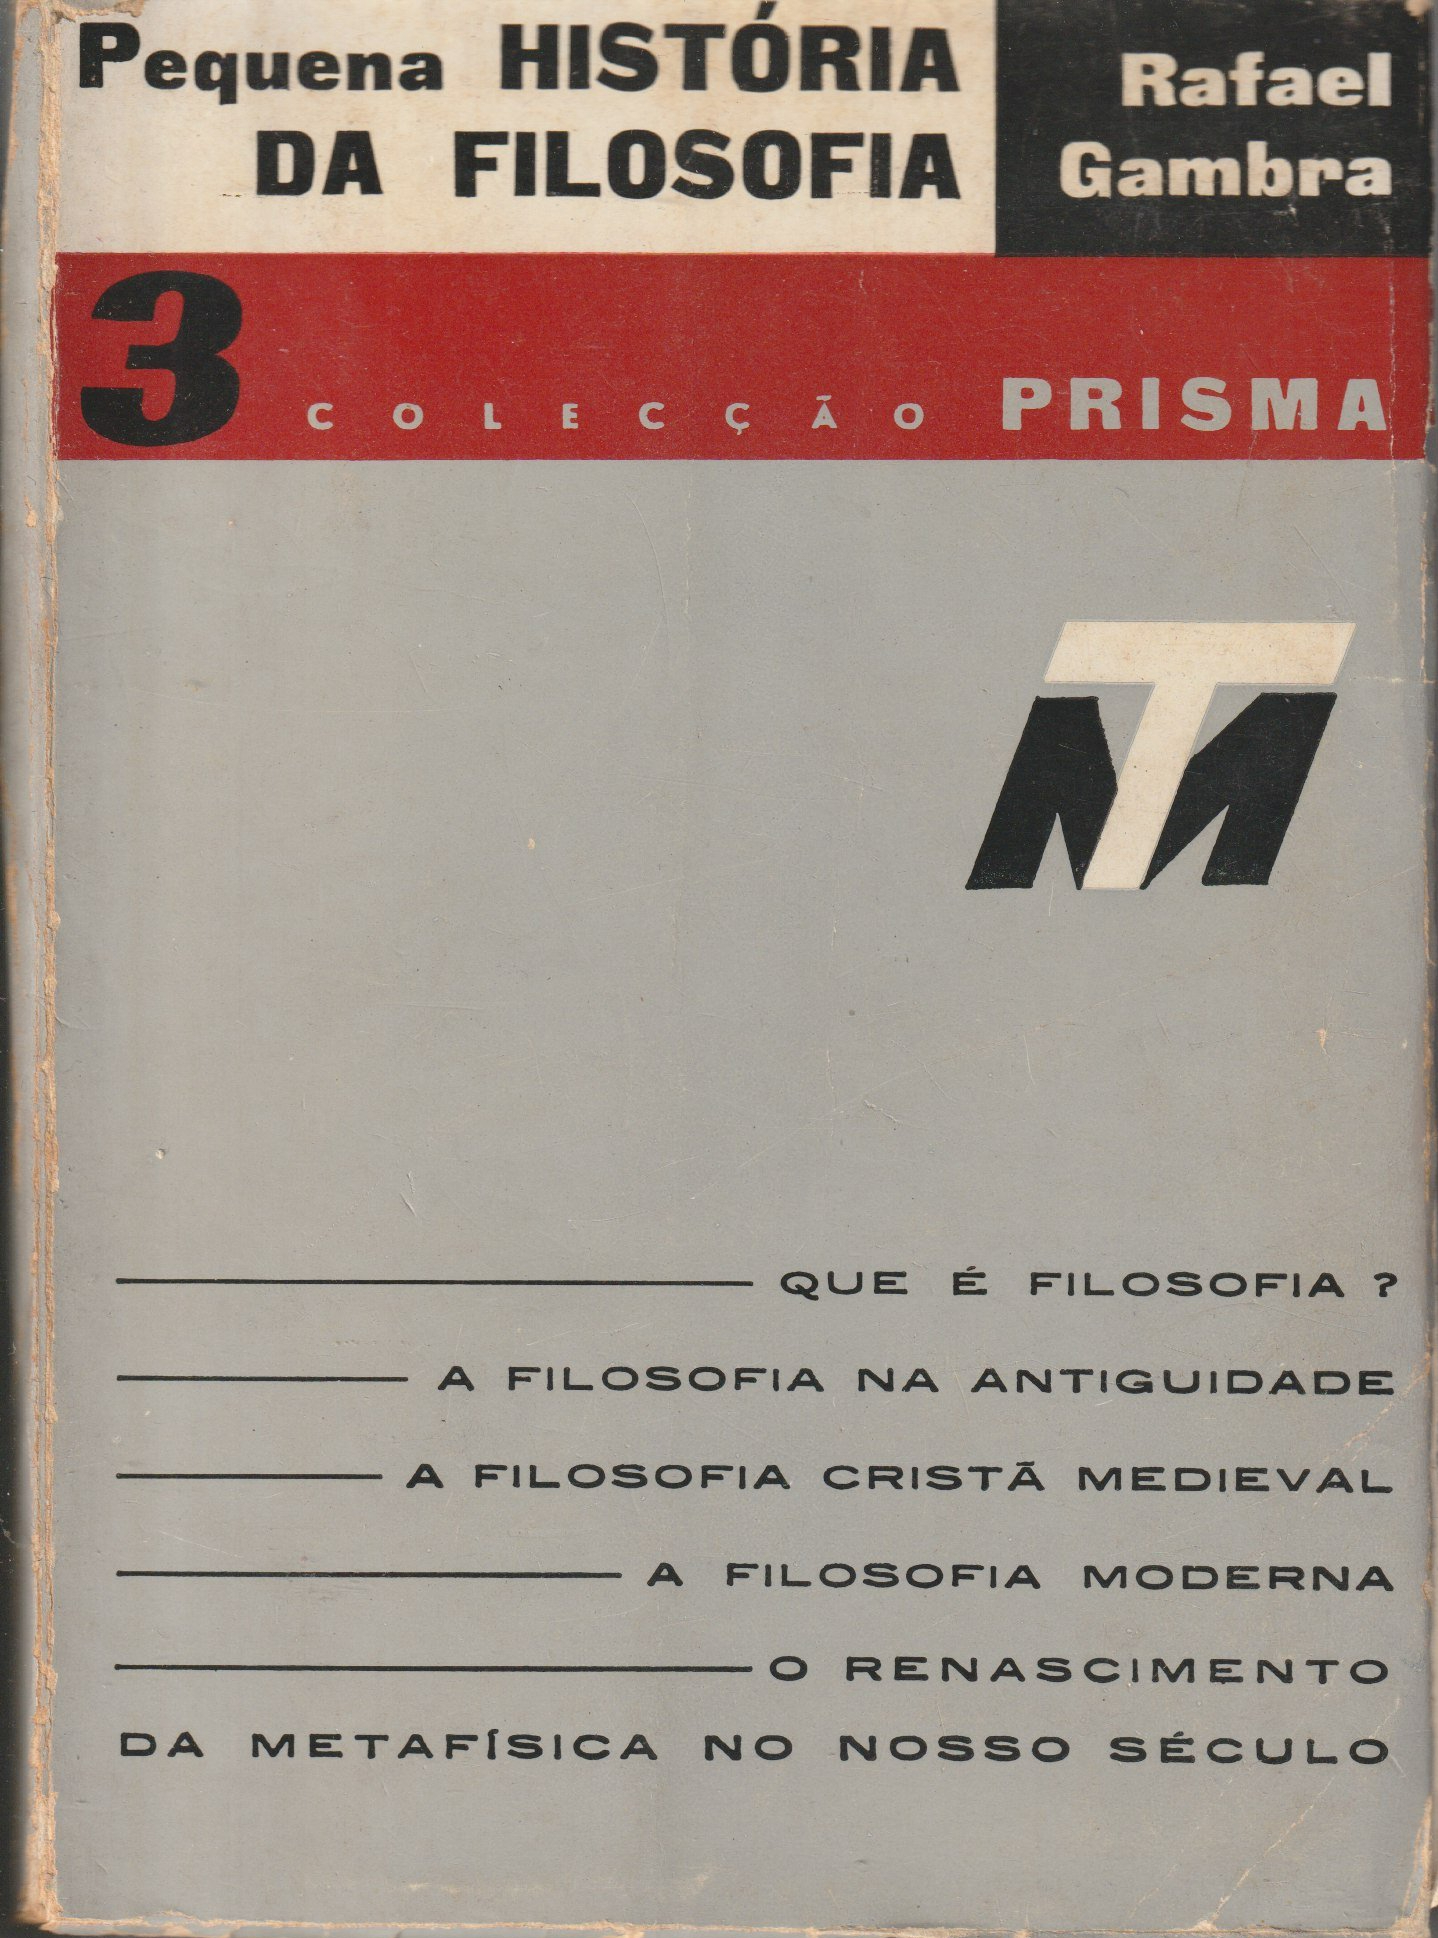 Pequena HISTÓRIA
DA FILOSOFIA
Rafael
Gambra
3 COLECÇÃO PRISMA
TM
QUE É FILOSOFIA ?
A FILOSOFIA NA ANTIGUIDADE
A FILOSOFIA CRISTÃ MEDIEVAL
A FILOSOFIA MODERNA
O RENASCIMENTO
DA METAFÍSICA NO NOSSO SÉCULO